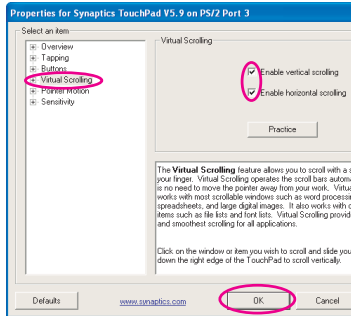 Properties for Synaptics TouchPad V5.9 on PS/2 Port 3
Select an item
Overview
Tapping
Buttons
Virtual Scrolling
Pointer Motion
Sensitivity
Virtual Scrolling
Enable vertical scrolling
Enable horizontal scrolling
Practice
The Virtual Scrolling feature allows you to scroll with a s
your finger. Virtual Scrolling operates the scroll bars automa
is no need to move the pointer away from your work. Virtua
works with most scrollable windows such as word processin
spreadsheets, and large digital images. It also works with c
items such as file lists and font lists. Virtual Scrolling provid
and smoothest scrolling for all applications.
Click on the window or item you wish to scroll and slide you
down the right edge of the TouchPad to scroll vertically.
Defaults
www.synaptics.com
OK
Cancel